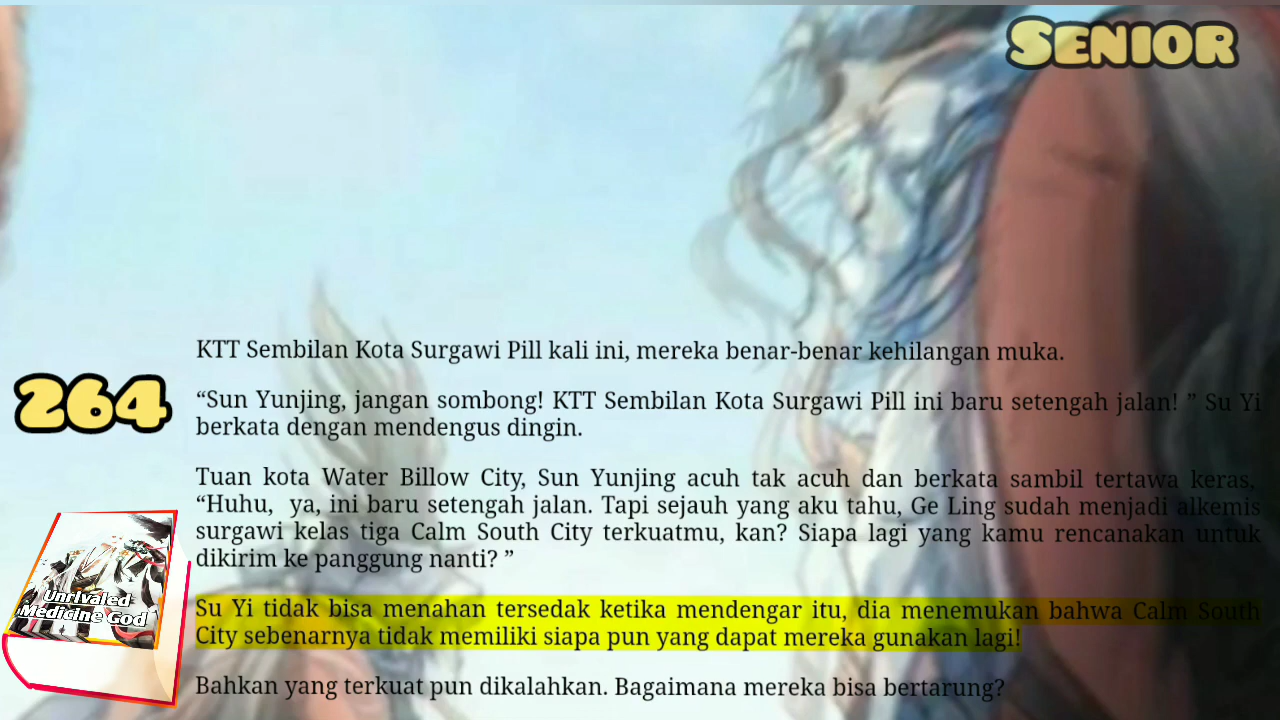 SENIOR
KTT Sembilan Kota Surgawi Pill kali ini, mereka benar-benar kehilangan muka.
“Sun Yunjing, jangan sombong! KTT Sembilan Kota Surgawi Pill ini baru setengah jalan! ” Su Yi
berkata dengan mendengus dingin.
264
Tuan kota Water Billow City, Sun Yunjing acuh tak acuh dan berkata sambil tertawa keras,
“Huhu, ya, ini baru setengah jalan. Tapi sejauh yang aku tahu, Ge Ling sudah menjadi alkemis
surgawi kelas tiga Calm South City terkuatmu, kan? Siapa lagi yang kamu rencanakan untuk
dikirim ke panggung nanti? ”
Su Yi tidak bisa menahan tersedak ketika mendengar itu, dia menemukan bahwa Calm South
City sebenarnya tidak memiliki siapa pun yang dapat mereka gunakan lagi!
Bahkan yang terkuat pun dikalahkan. Bagaimana mereka bisa bertarung?
Unrivaled
Medicine God